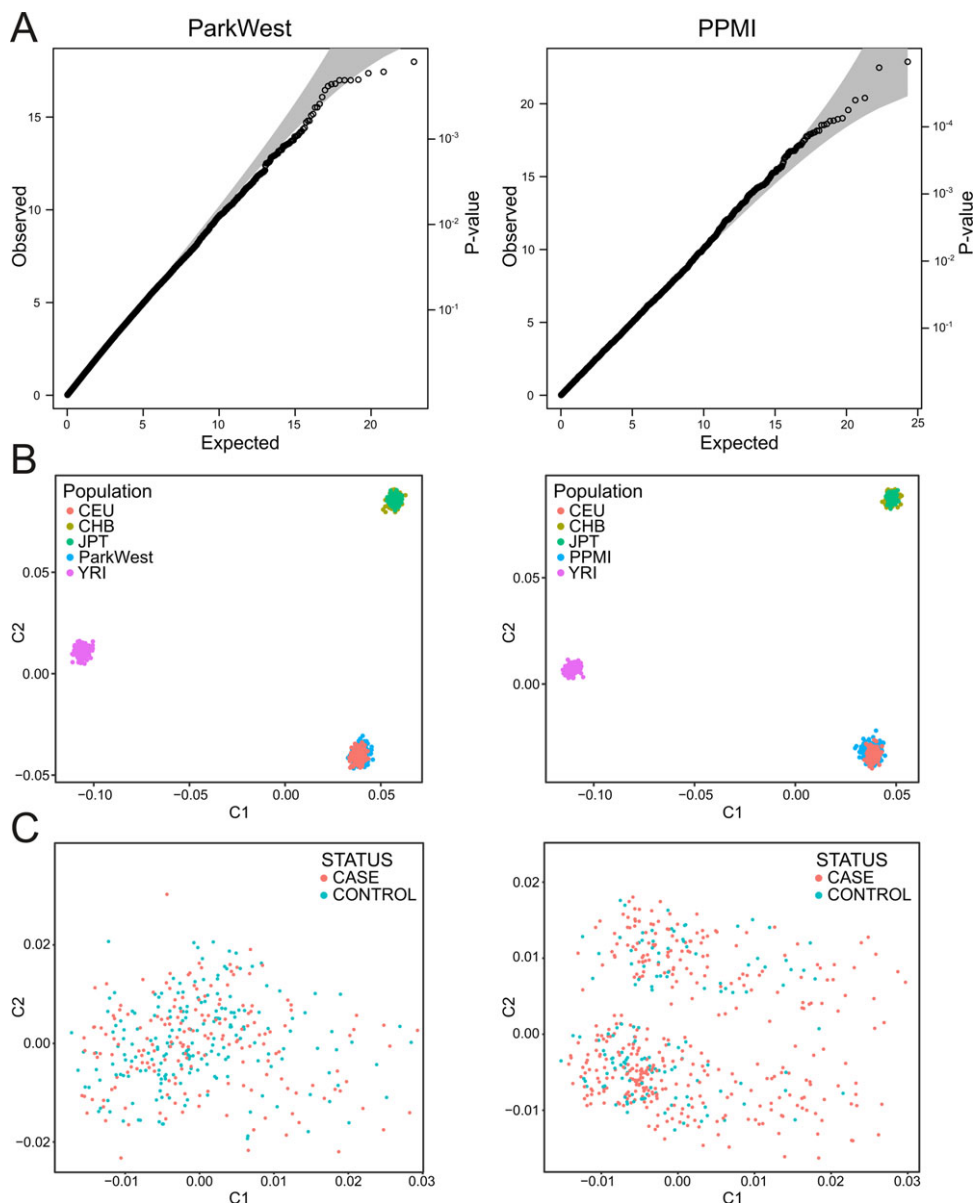 A
ParkWest
PPMI
15
10
5
0
Observed
10-3
10-2
10-1
P-value
0 5 10 15 20
Expected
20
15
10
5
0
Observed
10-4
10-3
10-2
10-1
P-value
0 5 10 15 20 25
Expected
B
Population
CEU
CHB
JPT
ParkWest
YRI
0.05
0.00
−0.05
C2
−0.10 −0.05 0.00 0.05
C1
Population
CEU
CHB
JPT
PPMI
YRI
0.05
0.00
C2
−0.10 −0.05 0.00 0.05
C1
C
STATUS
CASE
CONTROL
0.02
0.00
−0.02
C2
−0.01 0.00 0.01 0.02 0.03
C1
STATUS
CASE
CONTROL
0.02
0.01
0.00
−0.01
C2
−0.01 0.00 0.01 0.02 0.03
C1